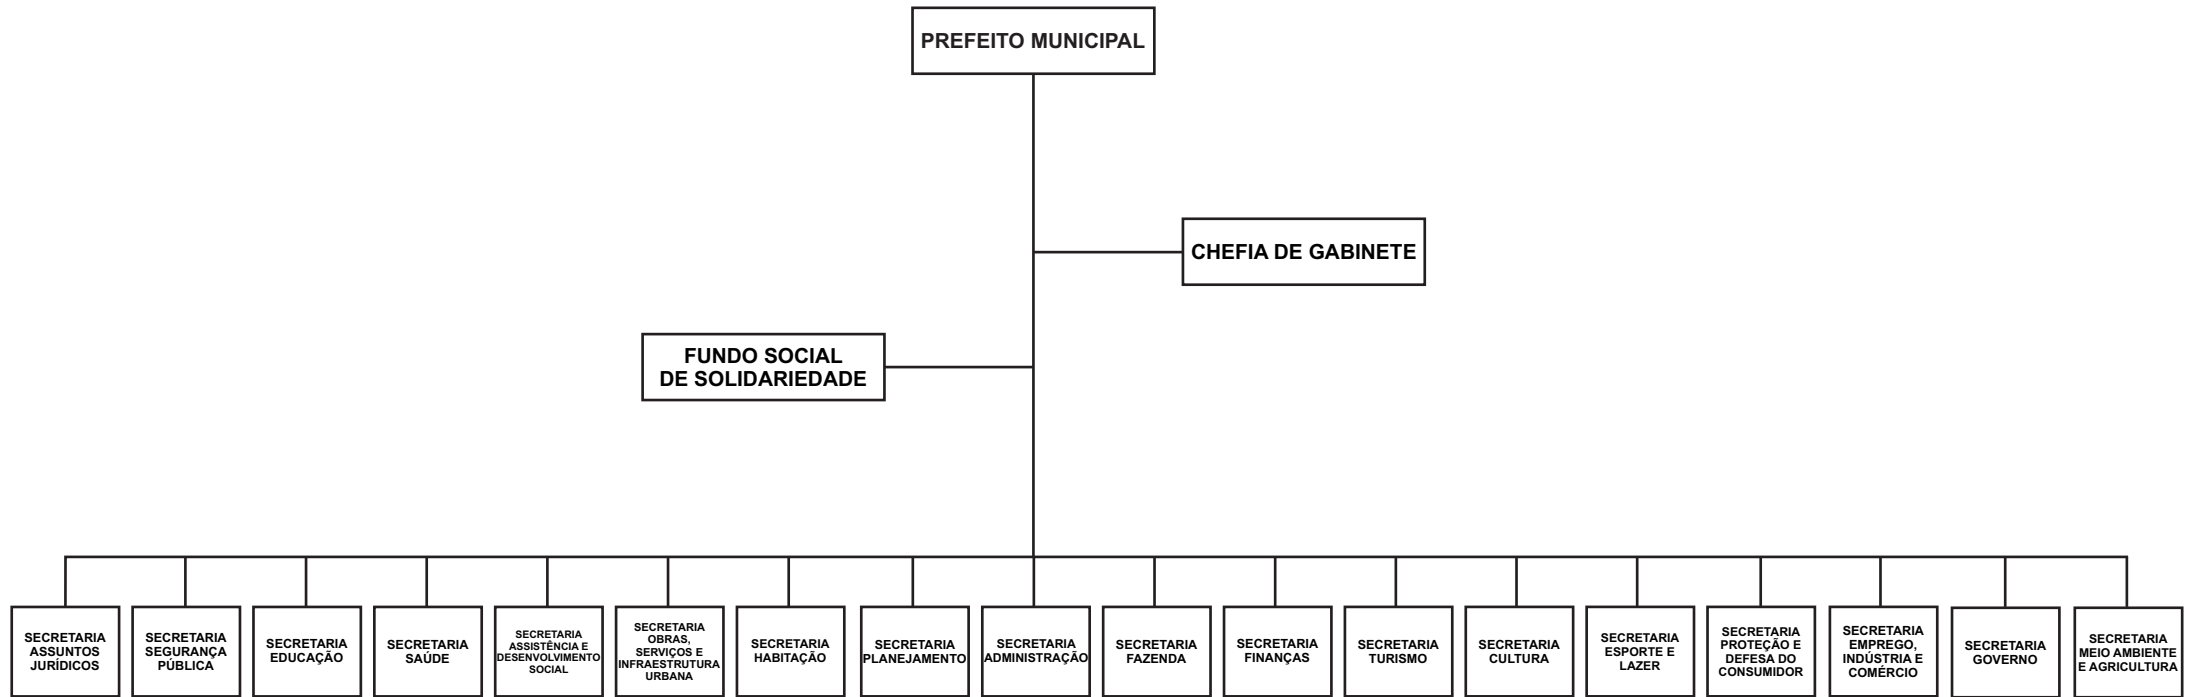 PREFEITO MUNICIPAL
CHEFIA DE GABINETE
FUNDO SOCIAL
DE SOLIDARIEDADE
SECRETARIA
ASSUNTOS
JURÍDICOS
SECRETARIA
SEGURANÇA
PÚBLICA
SECRETARIA
EDUCAÇÃO
SECRETARIA
SAÚDE
SECRETARIA
ASSISTÊNCIA E
DESENVOLVIMENTO
SOCIAL
SECRETARIA
OBRAS,
SERVIÇOS E
INFRAESTRUTURA
URBANA
SECRETARIA
HABITAÇÃO
SECRETARIA
PLANEJAMENTO
SECRETARIA
ADMINISTRAÇÃO
SECRETARIA
FAZENDA
SECRETARIA
FINANÇAS
SECRETARIA
TURISMO
SECRETARIA
CULTURA
SECRETARIA
ESPORTE E
LAZER
SECRETARIA
PROTEÇÃO E
DEFESA DO
CONSUMIDOR
SECRETARIA
EMPREGO,
INDÚSTRIA E
COMÉRCIO
SECRETARIA
GOVERNO
SECRETARIA
MEIO AMBIENTE
E AGRICULTURA